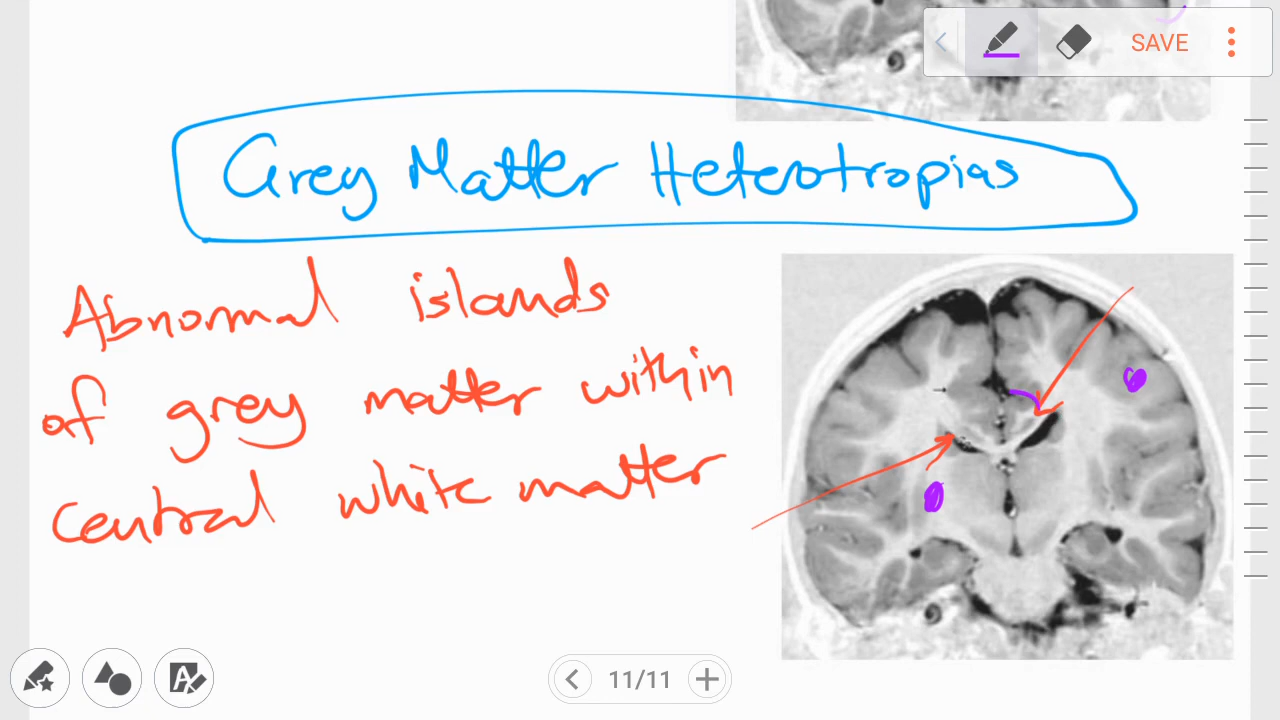 SAVE
Grey Matter Heterotropias
Abnormal islands
of grey matter within
central white matter
11/11